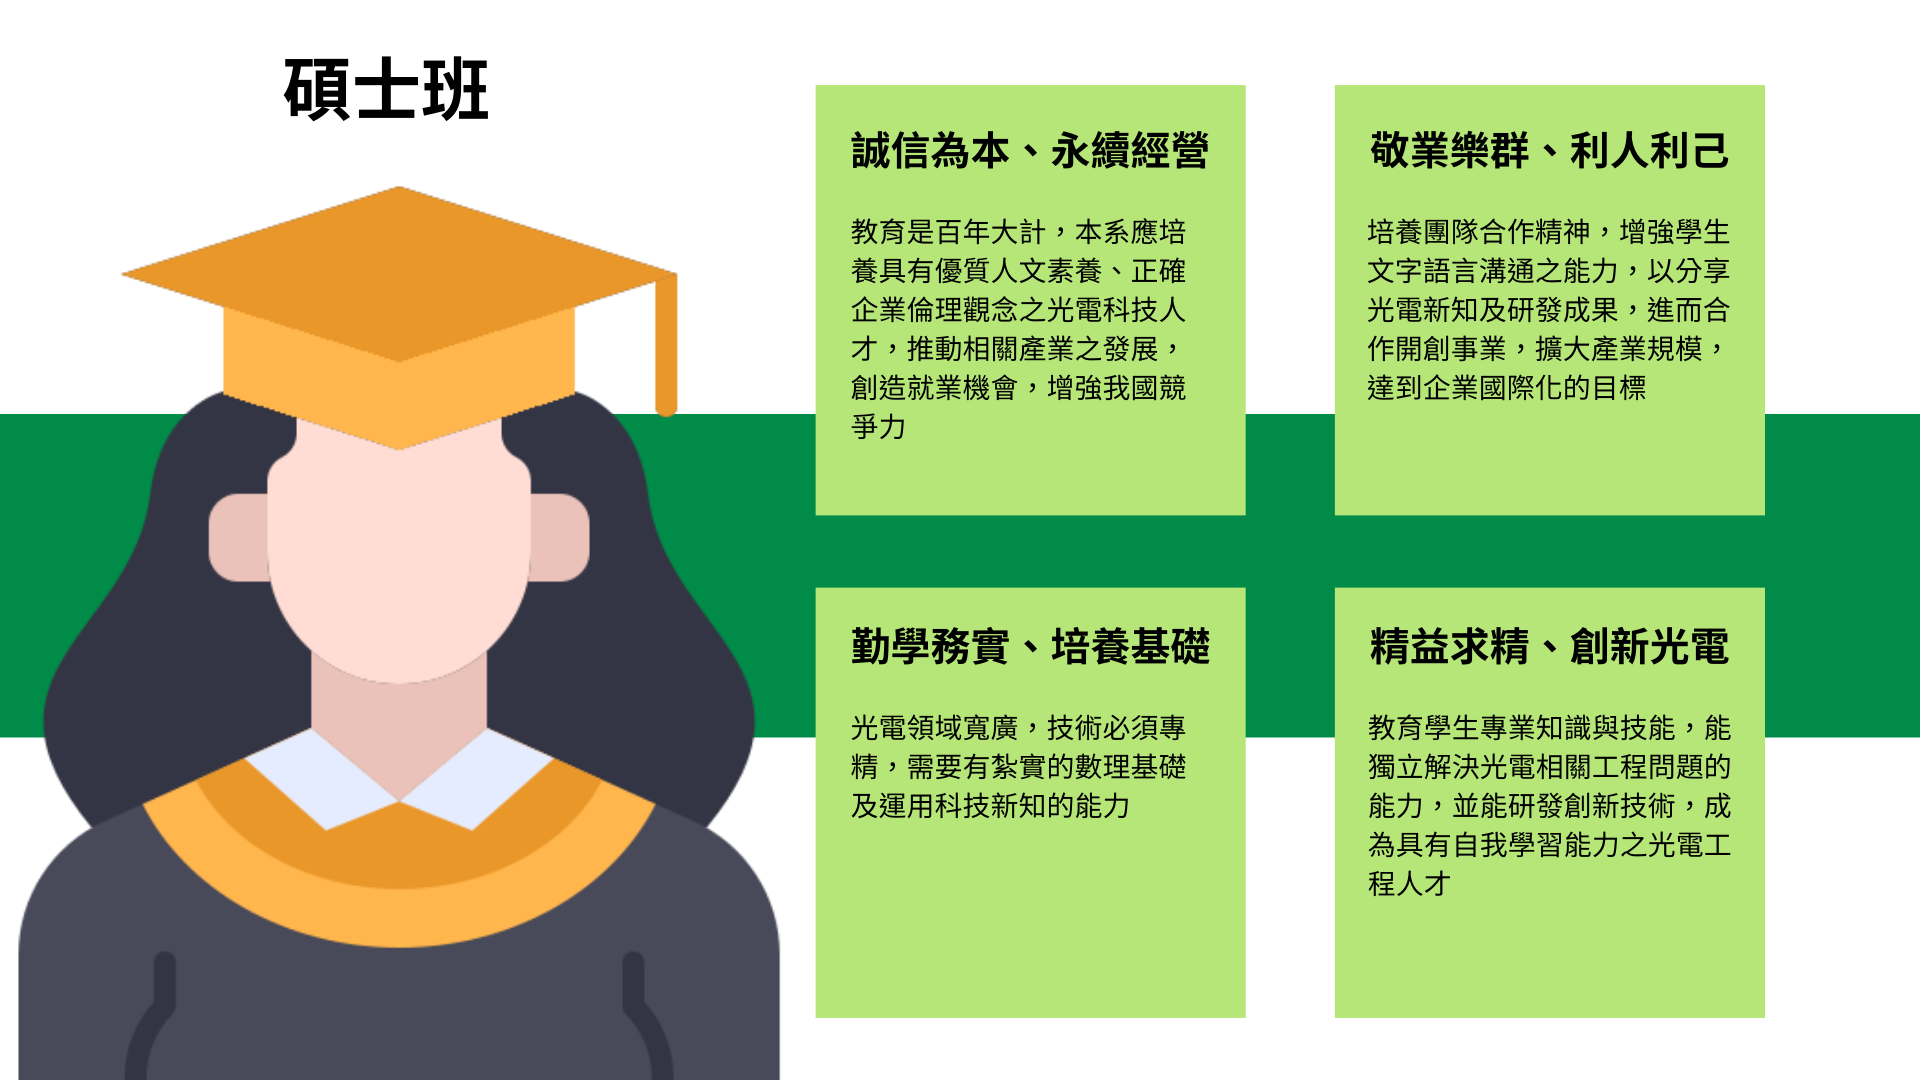 碩士班
誠信為本、永續經營
教育是百年大計，本系應培
養具有優質人文素養、正確
企業倫理觀念之光電科技人
才，推動相關產業之發展，
創造就業機會，增強我國競
爭力
敬業樂群、利人利己
培養團隊合作精神，增強學生
文字語言溝通之能力，以分享
光電新知及研發成果，進而合
作開創事業，擴大產業規模，
達到企業國際化的目標
勤學務實、培養基礎
光電領域寬廣，技術必須專
精，需要有紮實的數理基礎
及運用科技新知的能力
精益求精、創新光電
教育學生專業知識與技能，能
獨立解決光電相關工程問題的
能力，並能研發創新技術，成
為具有自我學習能力之光電工
程人才